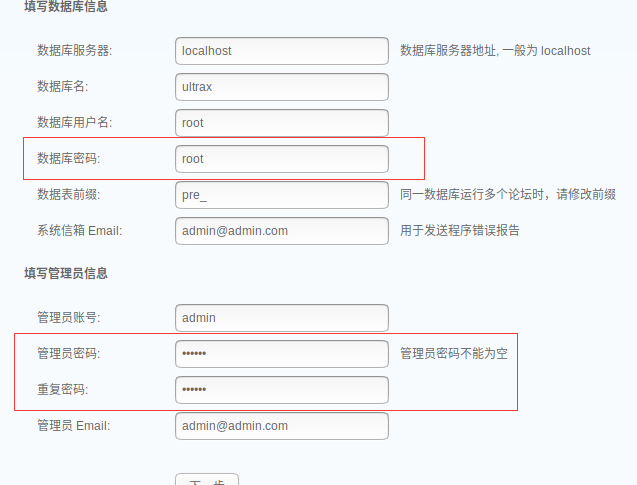 填写数据库信息
数据库服务器: localhost 数据库服务器地址, 一般为 localhost
数据库名: ultrax
数据库用户名: root
数据库密码: root
数据表前缀: pre_ 同一数据库运行多个论坛时，请修改前缀
系统信箱 Email: admin@admin.com 用于发送程序错误报告
填写管理员信息
管理员账号: admin
管理员密码: •••••• 管理员密码不能为空
重复密码: ••••••
管理员 Email: admin@admin.com
下一步